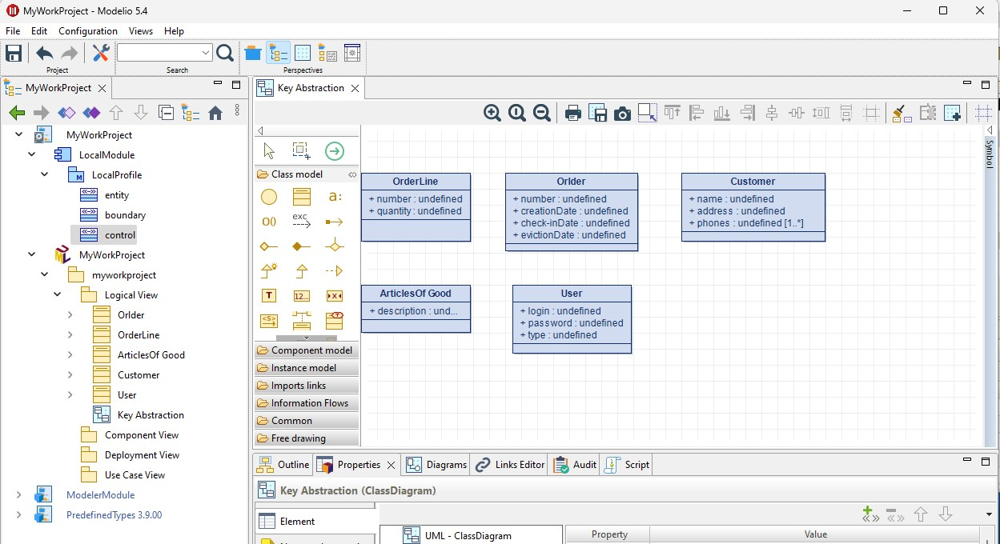 MyWorkProject - Modelio 5.4
File Edit Configuration Views Help
Project Search Perspectives
MyWorkProject
MyWorkProject
LocalModule
LocalProfile
entity
boundary
control
MyWorkProject
myworkproject
Logical View
Orlder
OrderLine
ArticlesOf Good
Customer
User
Key Abstraction
Component View
Deployment View
Use Case View
ModelerModule
PredefinedTypes 3.9.00
Key Abstraction
Class model
a:
O()
exc
T
12...
X
<S>
Component model
Instance model
Imports links
Information Flows
Common
Free drawing
OrderLine
+ number : undefined
+ quantity : undefined
Orlder
+ number : undefined
+ creationDate : undefined
+ check-inDate : undefined
+ evictionDate : undefined
Customer
+ name : undefined
+ address : undefined
+ phones : undefined [1..*]
ArticlesOf Good
+ description : und...
User
+ login : undefined
+ password : undefined
+ type : undefined
Symbol
Outline Properties Diagrams Links Editor Audit Script
Key Abstraction (ClassDiagram)
Element
UML - ClassDiagram
Property Value